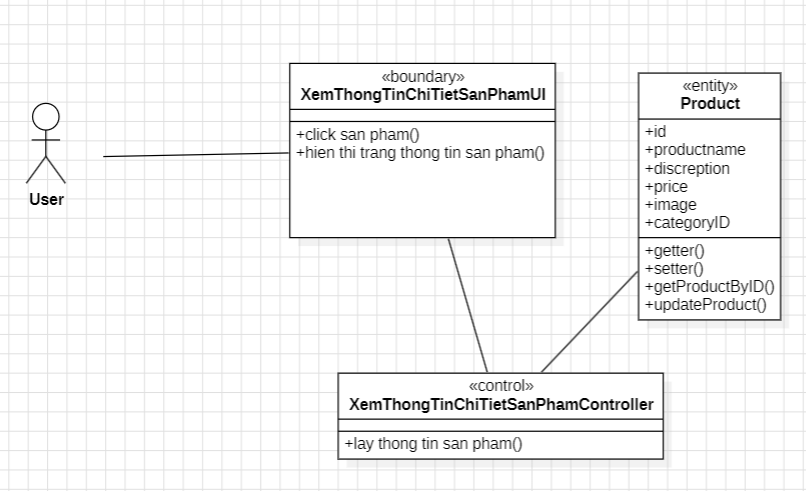 User
«boundary»
XemThongTinChiTietSanPhamUI
+click san pham()
+hien thi trang thong tin san pham()
«entity»
Product
+id
+productname
+discreption
+price
+image
+categoryID
+getter()
+setter()
+getProductByID()
+updateProduct()
«control»
XemThongTinChiTietSanPhamController
+lay thong tin san pham()